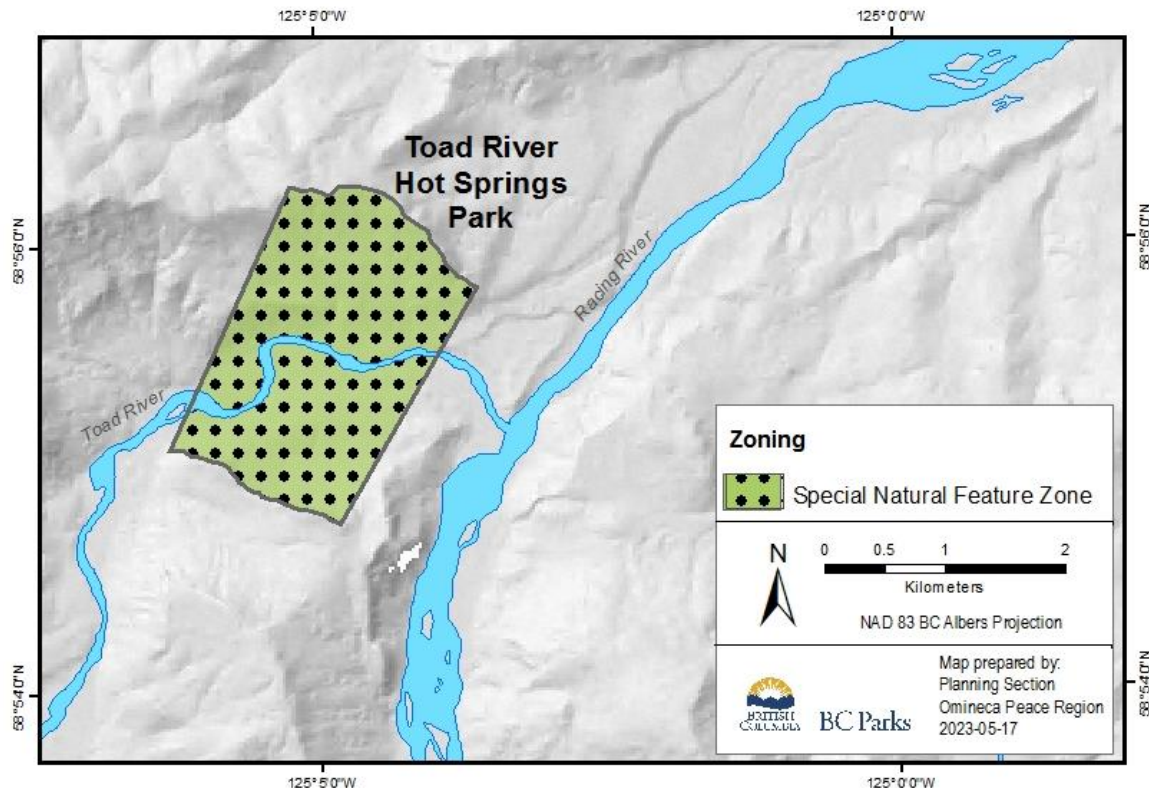 125°5'0"W
125°0'0"W
Toad River
Hot Springs
Park
58°56'0"N
58°56'0"N
Racing River
Toad River
Zoning
Special Natural Feature Zone
N
0 0.5 1 2
Kilometers
NAD 83 BC Albers Projection
58°54'0"N
58°54'0"N
BRITISH
COLUMBIA
BC Parks
Map prepared by:
Planning Section
Omineca Peace Region
2023-05-17
125°5'0"W
125°0'0"W